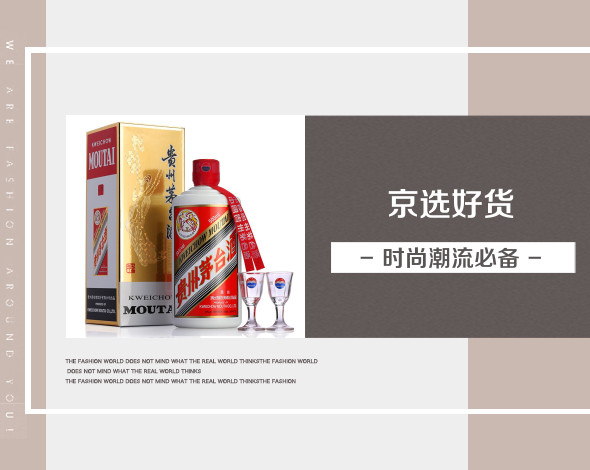 WE ARE FASHION AROUND YOU!
京选好货
- 时尚潮流必备 -
KWEICHOW
MOUTAI
贵州茅台酒
KWEICHOW
MOUTAI
KWEICHOW MOUTAI
贵州茅台酒
THE FASHION WORLD DOES NOT MIND WHAT THE REAL WORLD THINKSTHE FASHION WORLD
DOES NOT MIND WHAT THE REAL WORLD THINKS
THE FASHION WORLD DOES NOT MIND WHAT THE REAL WORLD THINKSTHE FASHION